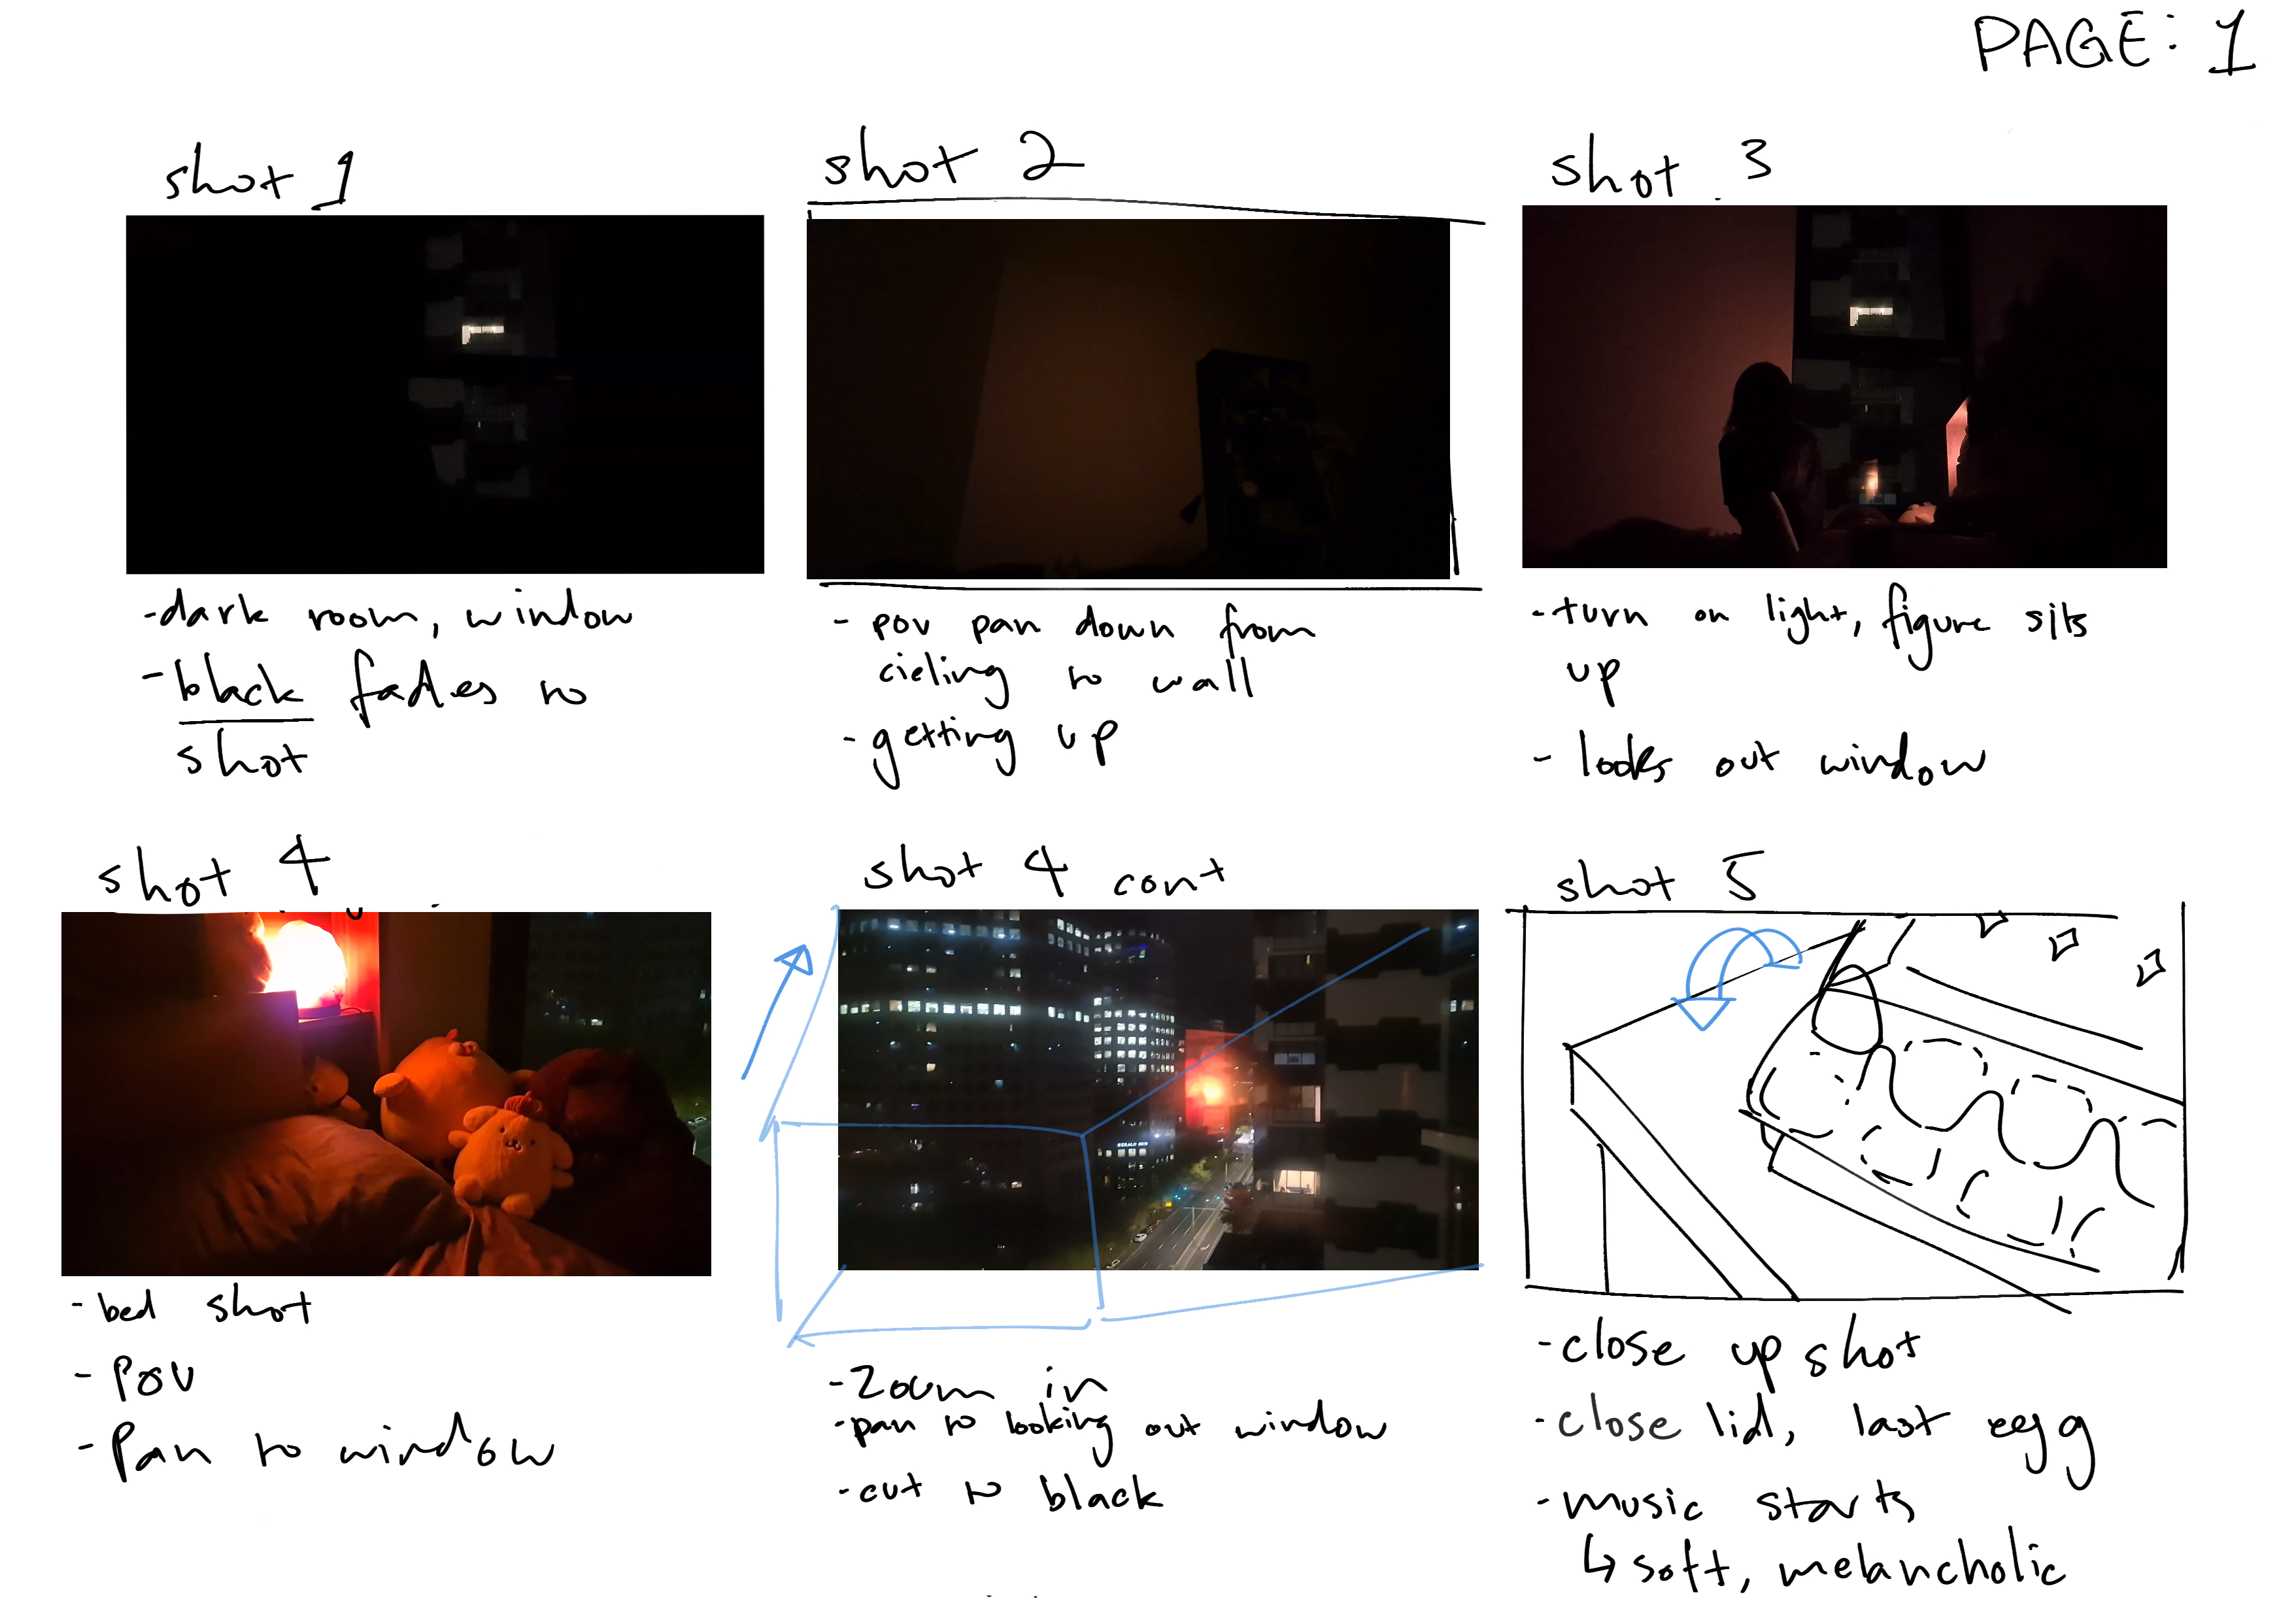 PAGE: 1
shot 1
-dark room, window
-black fades to
shot
shot 2
- pov pan down from
cieling to wall
- getting up
shot 3
-turn on light, figure sits
up
- looks out window
shot 4
- bed shot
- POV
- Pan to window
shot 4 cont
HERALD SUN
-Zoom in
-pan to looking out window
-cut to black
shot 5
-close up shot
-close lid, last egg
-music starts
↳ soft, melancholic